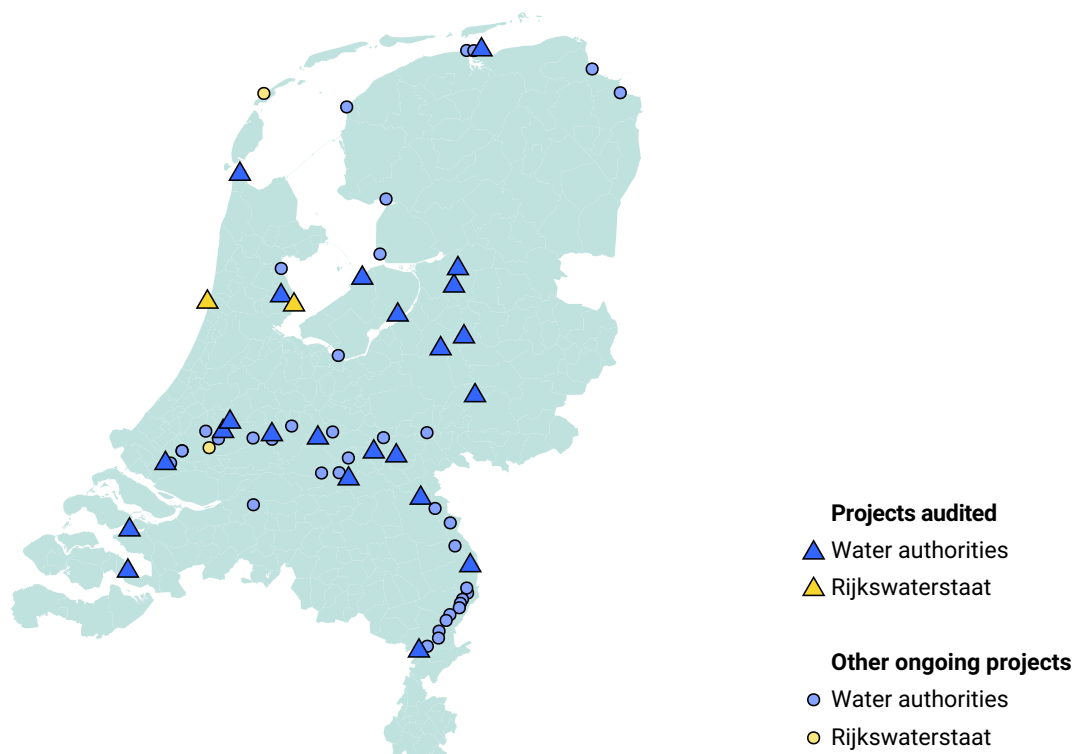 Projects audited
Water authorities
Rijkswaterstaat
Other ongoing projects
Water authorities
Rijkswaterstaat